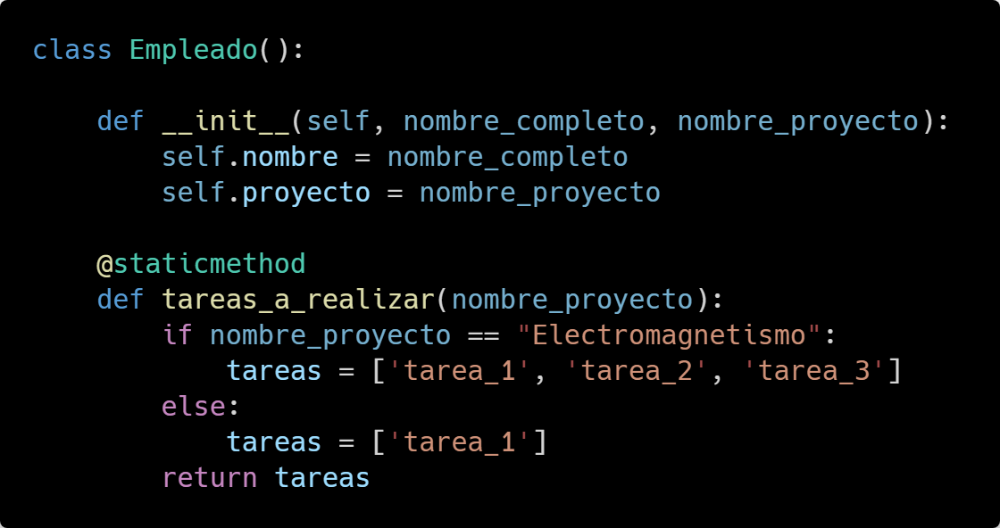 class Empleado():
    def __init__(self, nombre_completo, nombre_proyecto):
        self.nombre = nombre_completo
        self.proyecto = nombre_proyecto
    @staticmethod
    def tareas_a_realizar(nombre_proyecto):
        if nombre_proyecto == "Electromagnetismo":
            tareas = ['tarea_1', 'tarea_2', 'tarea_3']
        else:
            tareas = ['tarea_1']
        return tareas